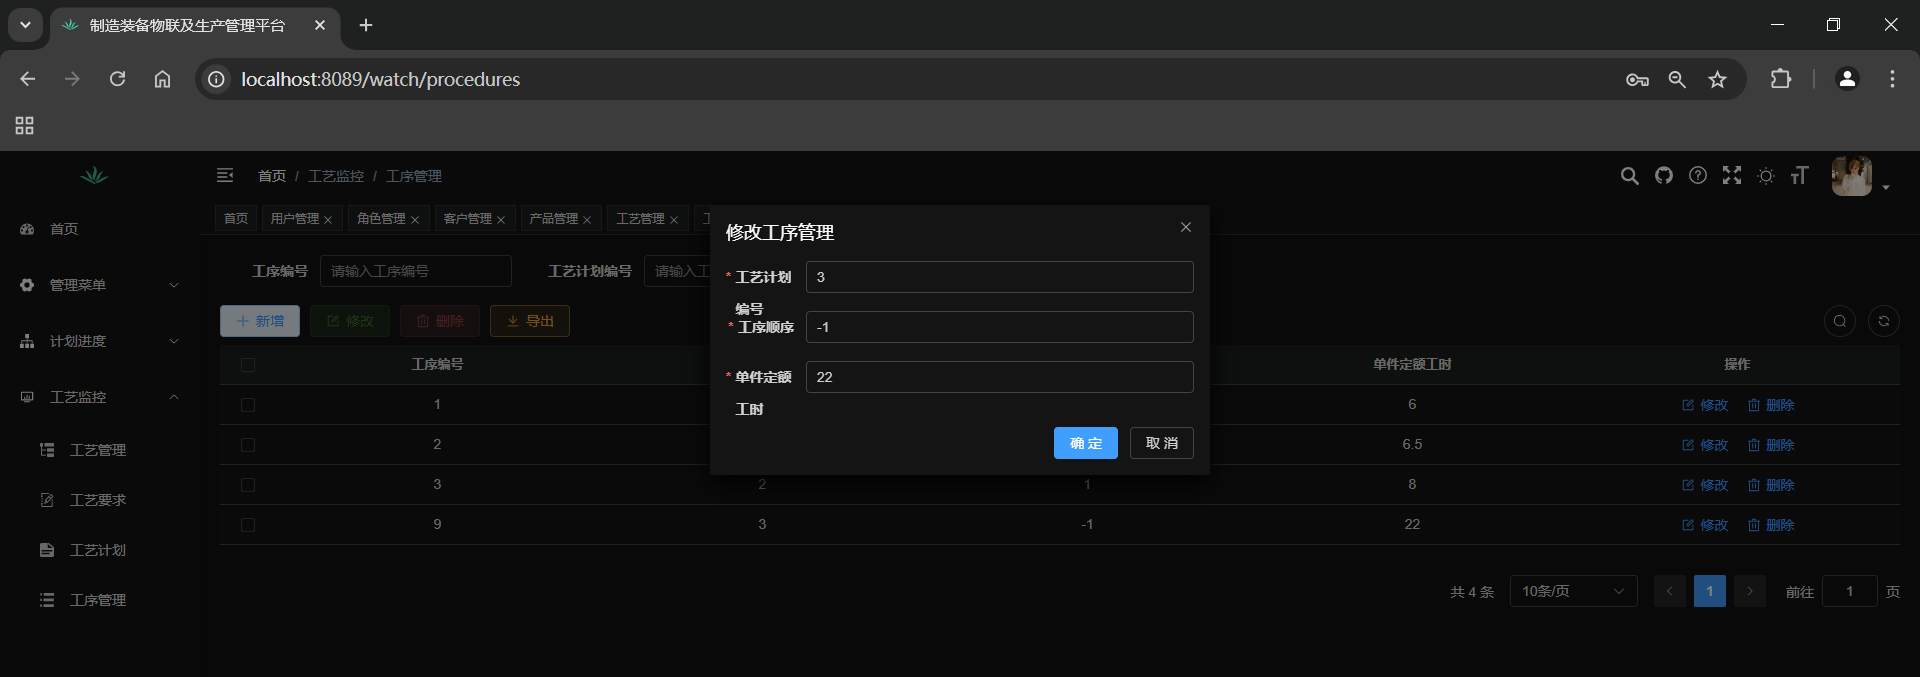 制造装备物联及生产管理平台
localhost:8089/watch/procedures
首页 / 工艺监控 / 工序管理
首页 用户管理 角色管理 客户管理 产品管理 工艺管理
首页
管理菜单
计划进度
工艺监控
工艺管理
工艺要求
工艺计划
工序管理
工序编号 请输入工序编号 工艺计划编号 请输入工
新增 修改 删除 导出
工序编号 单件定额工时 操作
1 6 修改 删除
2 6.5 修改 删除
3 2 1 8 修改 删除
9 3 -1 22 修改 删除
共 4 条 10条/页 1 前往 1 页
修改工序管理
* 工艺计划编号 3
* 工序顺序 -1
* 单件定额工时 22
确 定 取 消